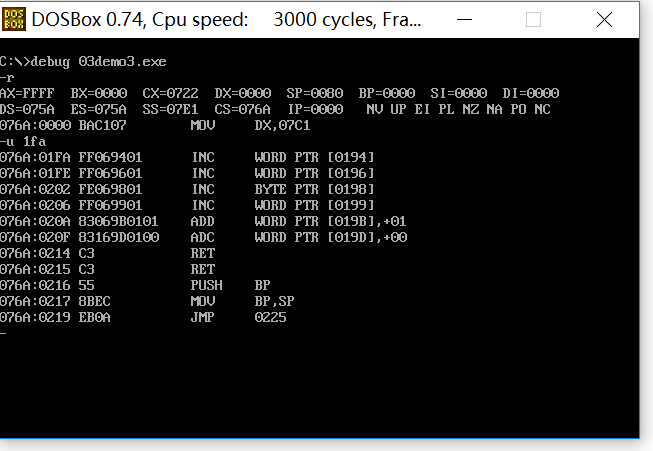 DOS
BOX
DOSBox 0.74, Cpu speed: 3000 cycles, Fra...
C:\>debug 03demo3.exe
-r
AX=FFFF BX=0000 CX=0722 DX=0000 SP=0080 BP=0000 SI=0000 DI=0000
DS=075A ES=075A SS=07E1 CS=076A IP=0000 NV UP EI PL NZ NA PO NC
076A:0000 BAC107 MOV DX,07C1
-u 1fa
076A:01FA FF069401 INC WORD PTR [0194]
076A:01FE FF069601 INC WORD PTR [0196]
076A:0202 FE069801 INC BYTE PTR [0198]
076A:0206 FF069901 INC WORD PTR [0199]
076A:020A 83069B0101 ADD WORD PTR [019B],+01
076A:020F 83169D0100 ADC WORD PTR [019D],+00
076A:0214 C3 RET
076A:0215 C3 RET
076A:0216 55 PUSH BP
076A:0217 8BEC MOV BP,SP
076A:0219 EB0A JMP 0225
-